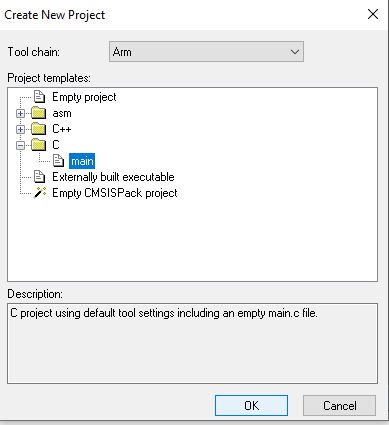 Create New Project
Tool chain:
Arm
Project templates:
Empty project
asm
C++
C
main
Externally built executable
Empty CMSISPack project
Description:
C project using default tool settings including an empty main.c file.
OK
Cancel